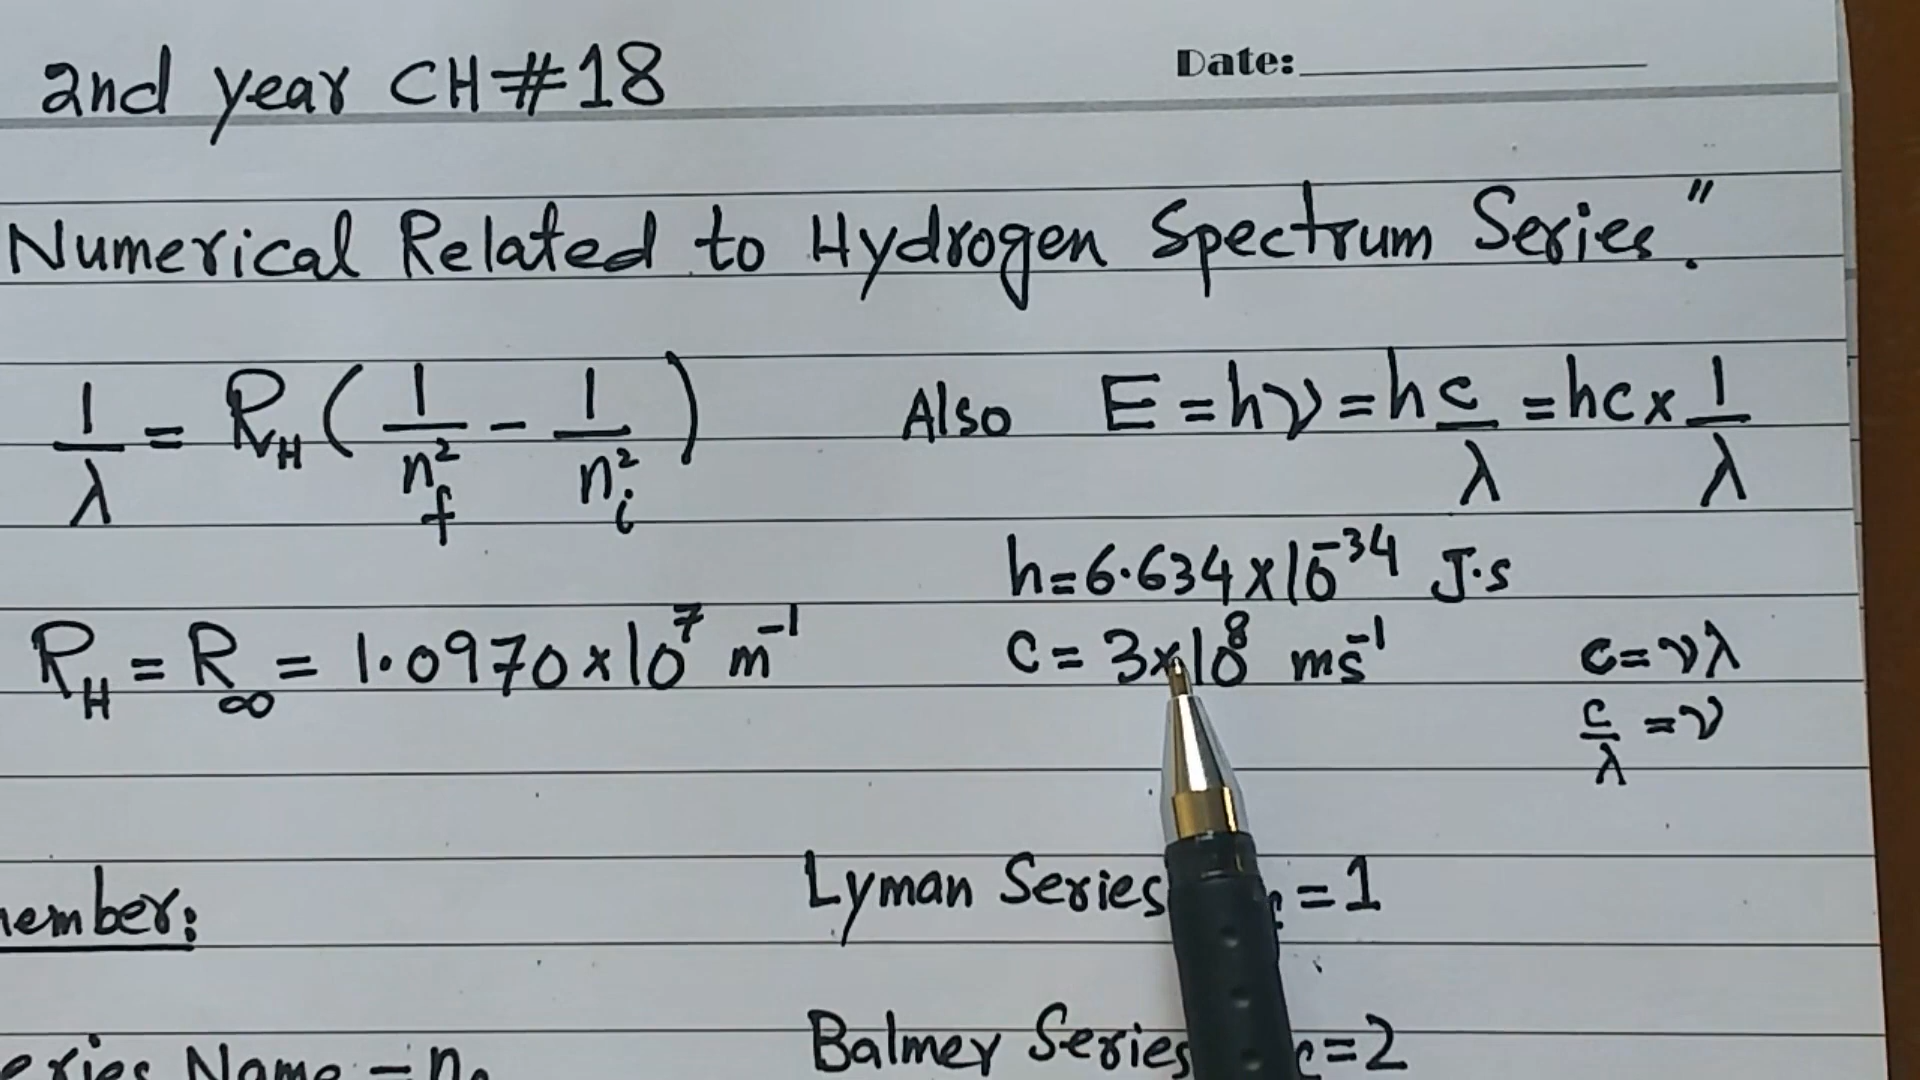 2nd year CH#18
Date:
Numerical Related to Hydrogen Spectrum Series."
1/λ = R_H ( 1/n_f² - 1/n_i² )
Also E = hν = hc/λ = hc × 1/λ
h = 6.634 × 10⁻³⁴ J·s
R_H = R_∞ = 1.0970 × 10⁷ m⁻¹
c = 3 × 10⁸ ms⁻¹
c = νλ
c/λ = ν
Lyman Series = 1
ember:
Balmer Series = 2
eries Name –